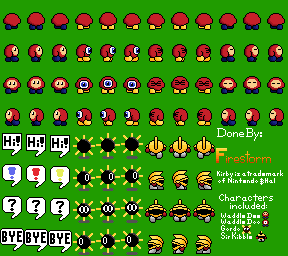 Hi! Hi! Hi!
! ! !
? ? ?
BYE BYE BYE
Done By:
Firestorm
Kirby is a Trademark
of Nintendo & Hal
Characters
included:
Waddle Dee
Waddle Doo
Gordo
Sir Kibble